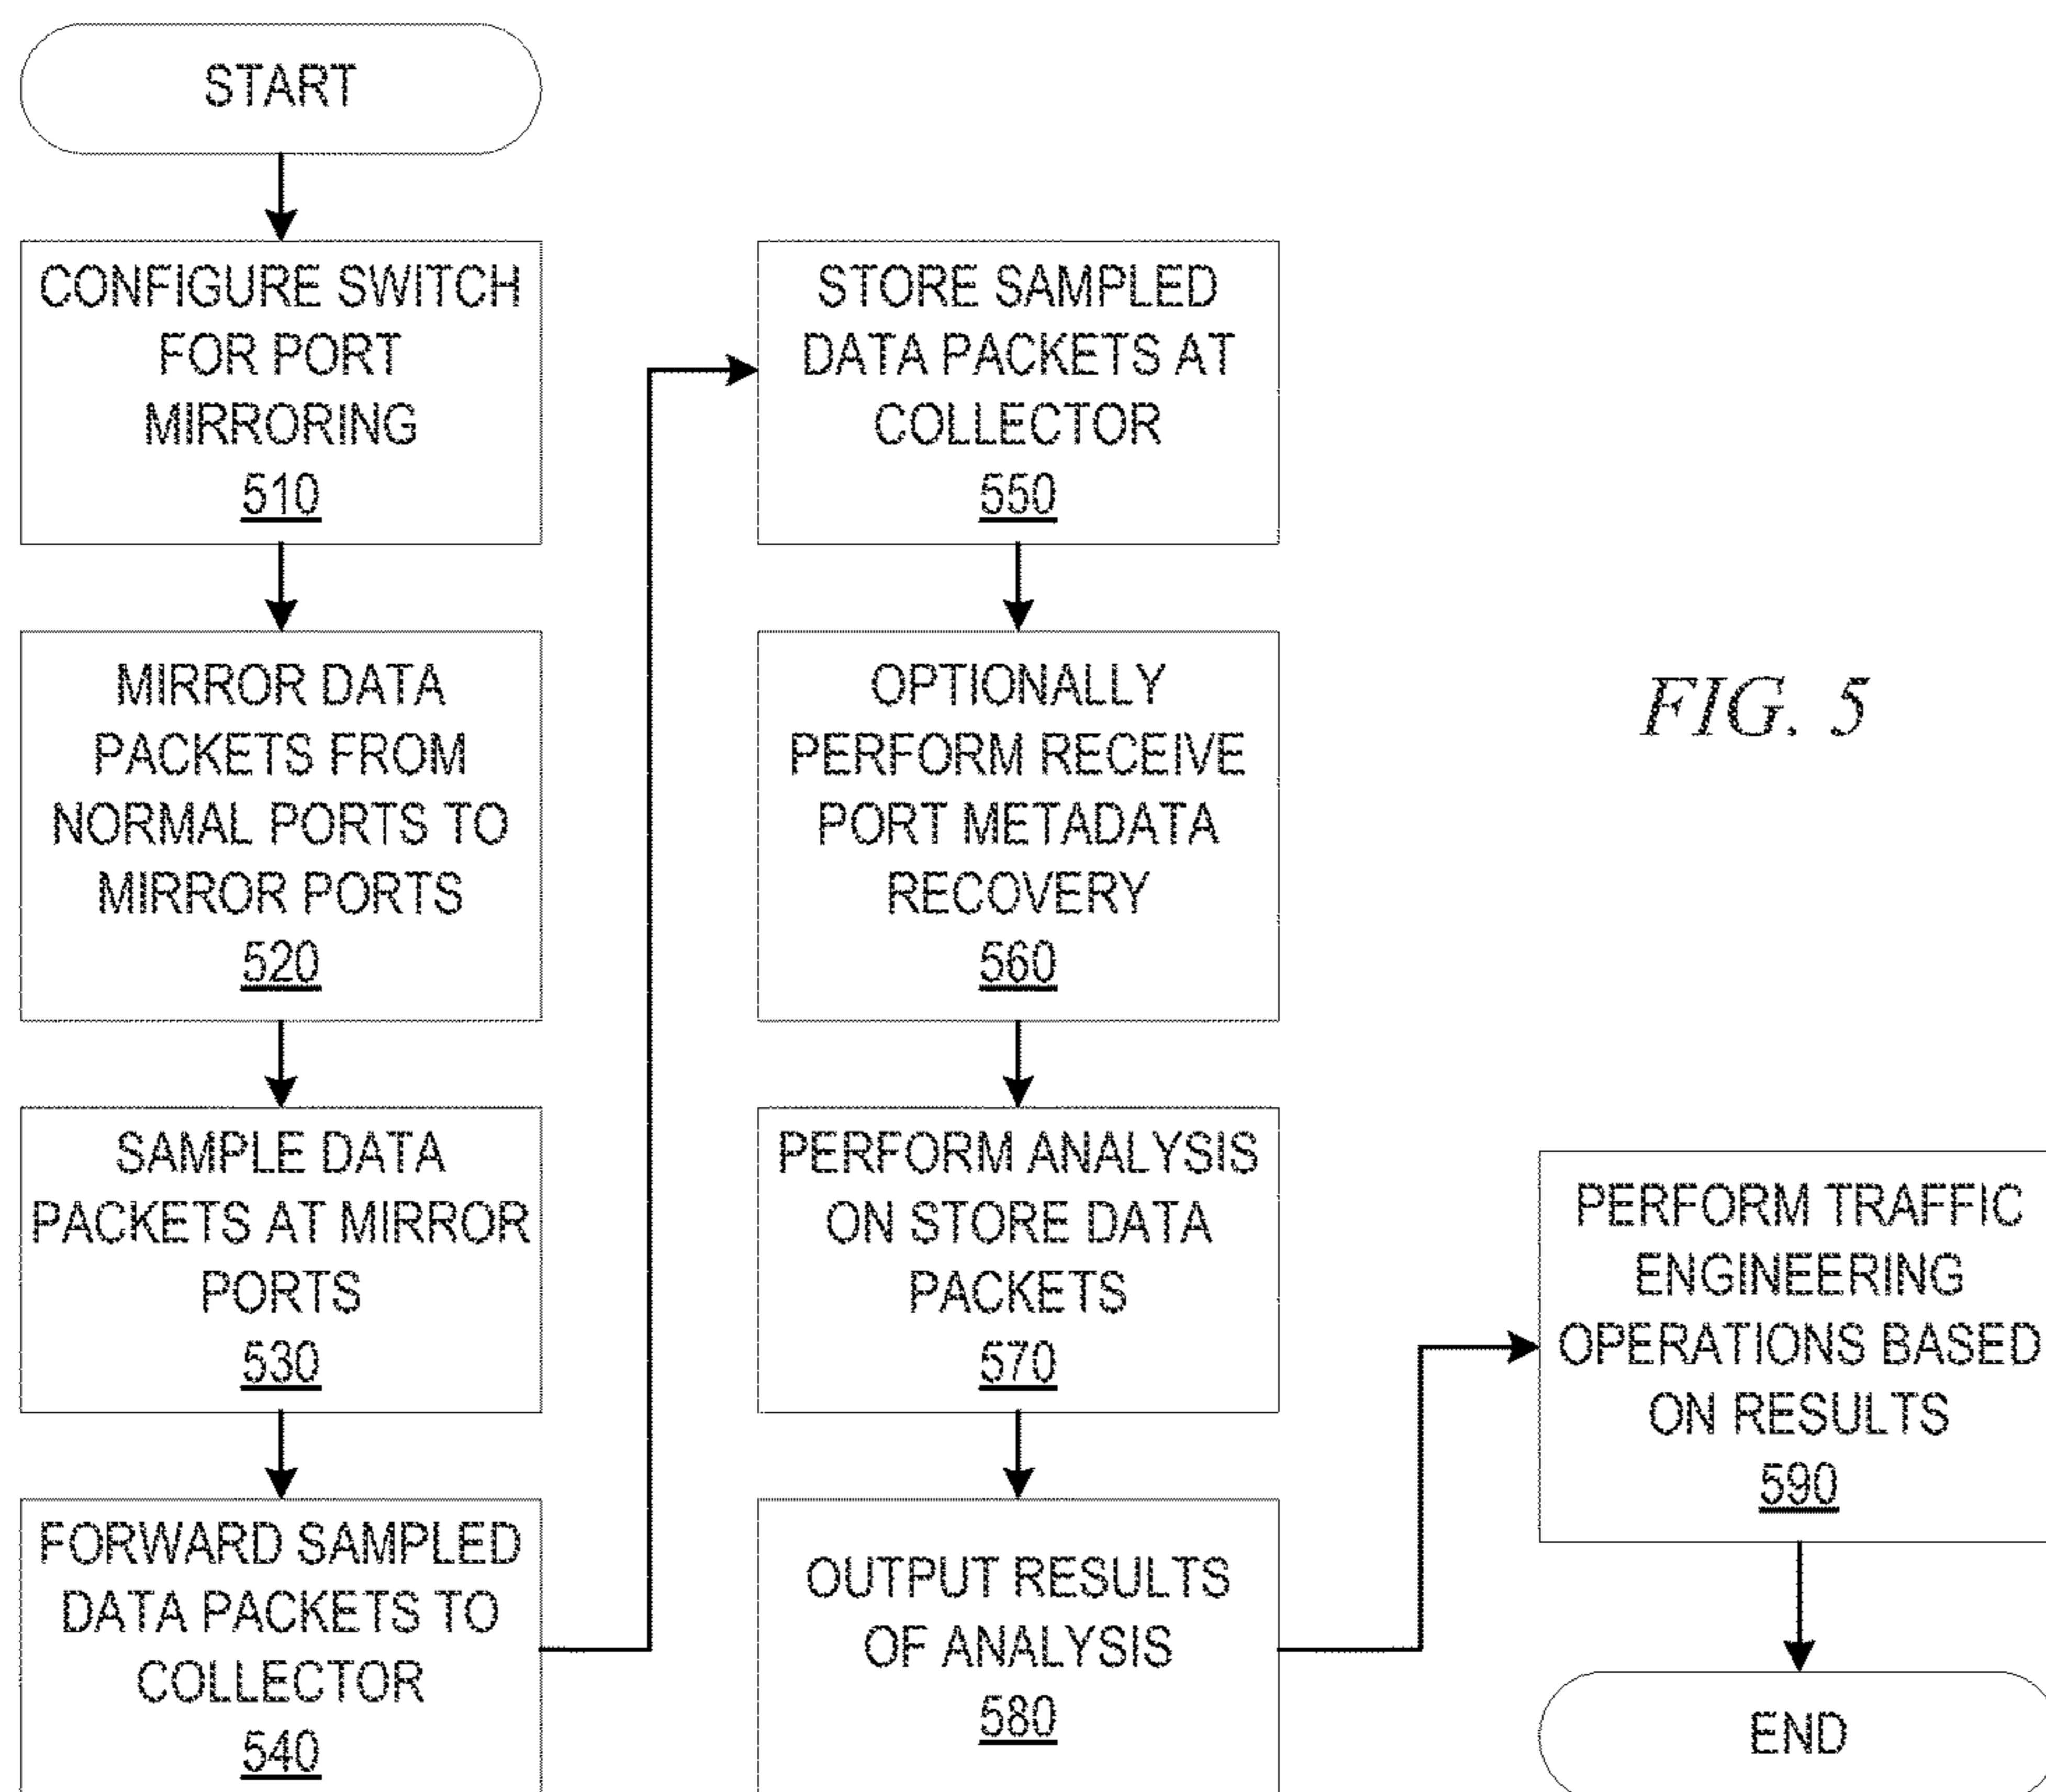 START
CONFIGURE SWITCH
FOR PORT
MIRRORING
510
MIRROR DATA
PACKETS FROM
NORMAL PORTS TO
MIRROR PORTS
520
SAMPLE DATA
PACKETS AT MIRROR
PORTS
530
FORWARD SAMPLED
DATA PACKETS TO
COLLECTOR
540
STORE SAMPLED
DATA PACKETS AT
COLLECTOR
550
OPTIONALLY
PERFORM RECEIVE
PORT METADATA
RECOVERY
560
PERFORM ANALYSIS
ON STORE DATA
PACKETS
570
OUTPUT RESULTS
OF ANALYSIS
580
FIG. 5
PERFORM TRAFFIC
ENGINEERING
OPERATIONS BASED
ON RESULTS
590
END